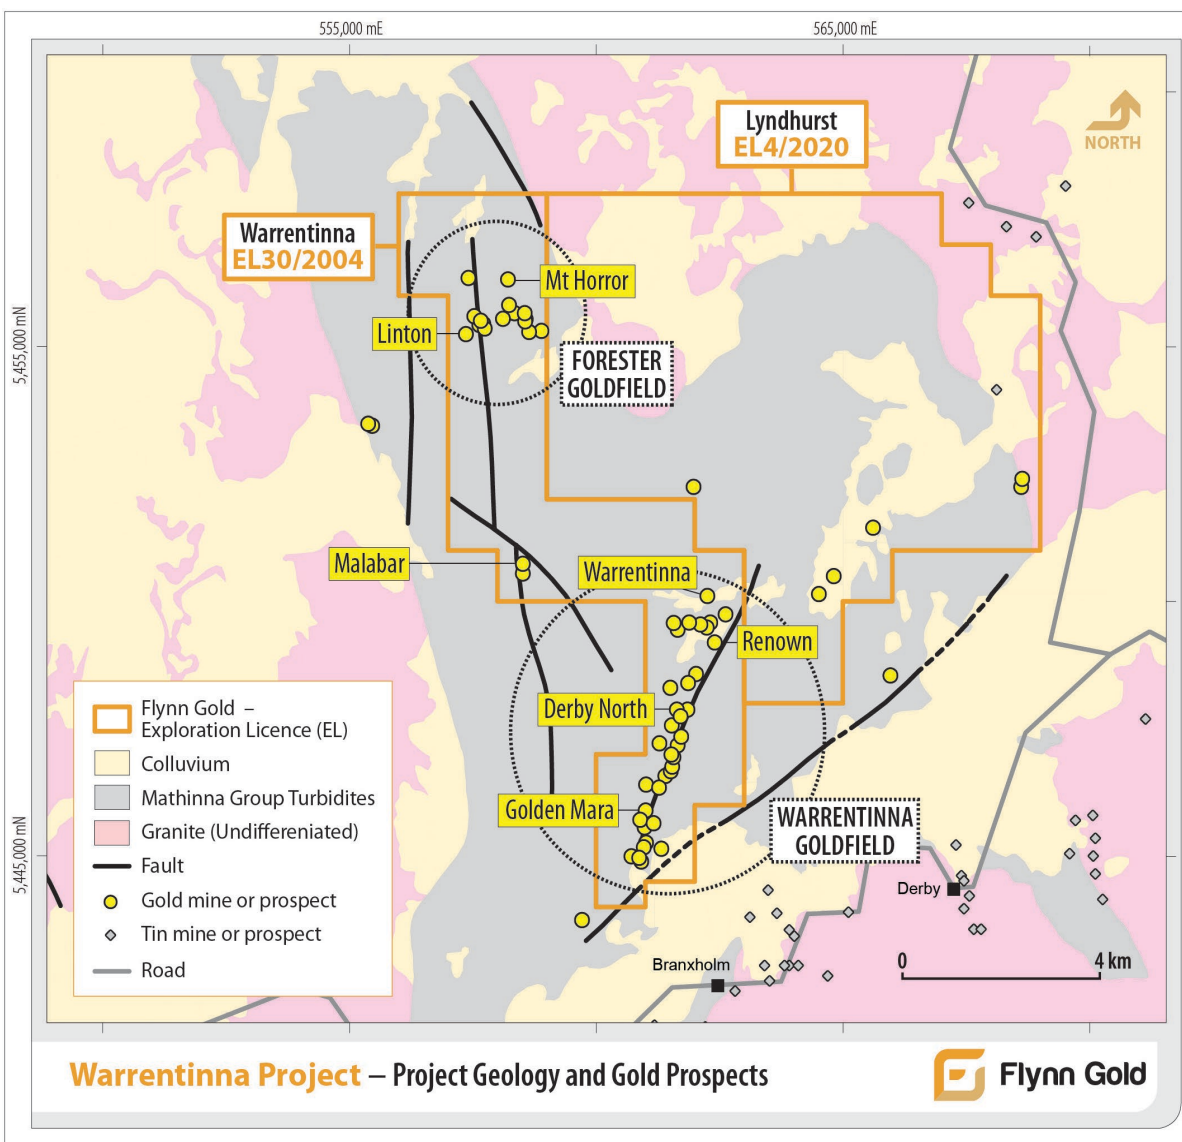 555,000 mE
565,000 mE
Lyndhurst
EL4/2020
NORTH
Warrentinna
EL30/2004
Mt Horror
Linton
5,455,000 mN
FORESTER
GOLDFIELD
Malabar
Warrentinna
Renown
Derby North
Golden Mara
WARRENTINNA
GOLDFIELD
5,445,000 mN
Flynn Gold –
Exploration Licence (EL)
Colluvium
Mathinna Group Turbidites
Granite (Undiffereniated)
Fault
Gold mine or prospect
Tin mine or prospect
Road
Derby
Branxholm
0
4 km
Warrentinna Project – Project Geology and Gold Prospects
Flynn Gold